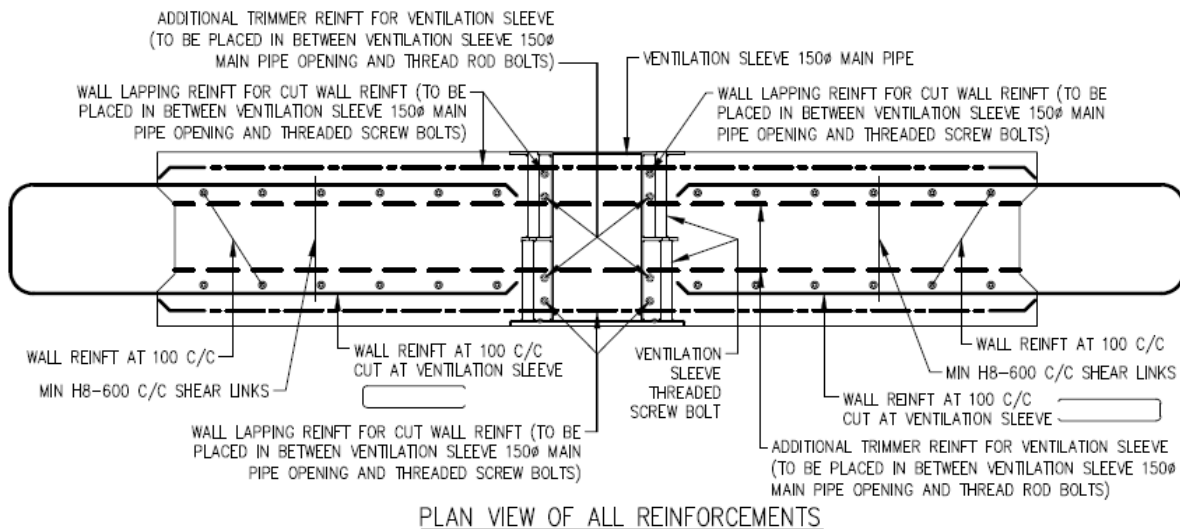 ADDITIONAL TRIMMER REINFT FOR VENTILATION SLEEVE
(TO BE PLACED IN BETWEEN VENTILATION SLEEVE 150ø
MAIN PIPE OPENING AND THREAD ROD BOLTS)
VENTILATION SLEEVE 150ø MAIN PIPE
WALL LAPPING REINFT FOR CUT WALL REINFT (TO BE
PLACED IN BETWEEN VENTILATION SLEEVE 150ø MAIN
PIPE OPENING AND THREADED SCREW BOLTS)
WALL LAPPING REINFT FOR CUT WALL REINFT (TO BE
PLACED IN BETWEEN VENTILATION SLEEVE 150ø MAIN
PIPE OPENING AND THREADED SCREW BOLTS)
WALL REINFT AT 100 C/C
MIN H8-600 C/C SHEAR LINKS
WALL REINFT AT 100 C/C
CUT AT VENTILATION SLEEVE
WALL LAPPING REINFT FOR CUT WALL REINFT (TO BE
PLACED IN BETWEEN VENTILATION SLEEVE 150ø MAIN
PIPE OPENING AND THREADED SCREW BOLTS)
VENTILATION
SLEEVE
THREADED
SCREW BOLT
WALL REINFT AT 100 C/C
MIN H8-600 C/C SHEAR LINKS
WALL REINFT AT 100 C/C
CUT AT VENTILATION SLEEVE
ADDITIONAL TRIMMER REINFT FOR VENTILATION SLEEVE
(TO BE PLACED IN BETWEEN VENTILATION SLEEVE 150ø
MAIN PIPE OPENING AND THREAD ROD BOLTS)
PLAN VIEW OF ALL REINFORCEMENTS